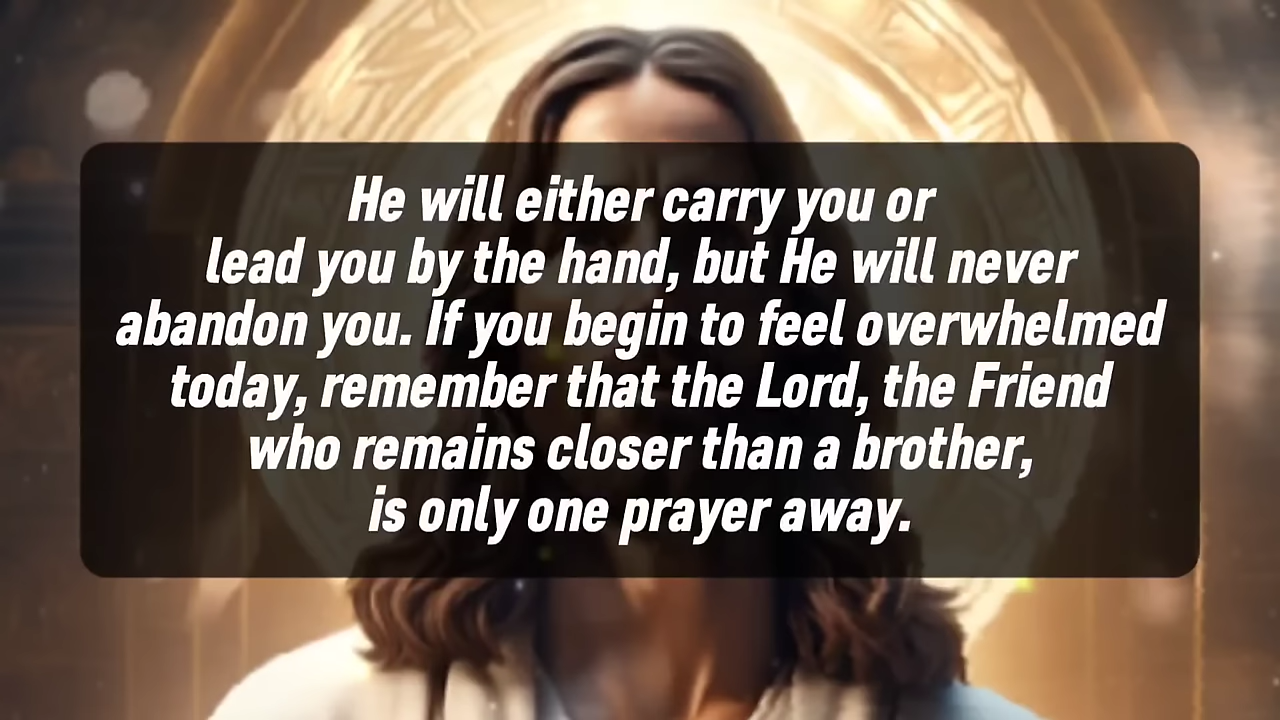 He will either carry you or
lead you by the hand, but He will never
abandon you. If you begin to feel overwhelmed
today, remember that the Lord, the Friend
who remains closer than a brother,
is only one prayer away.